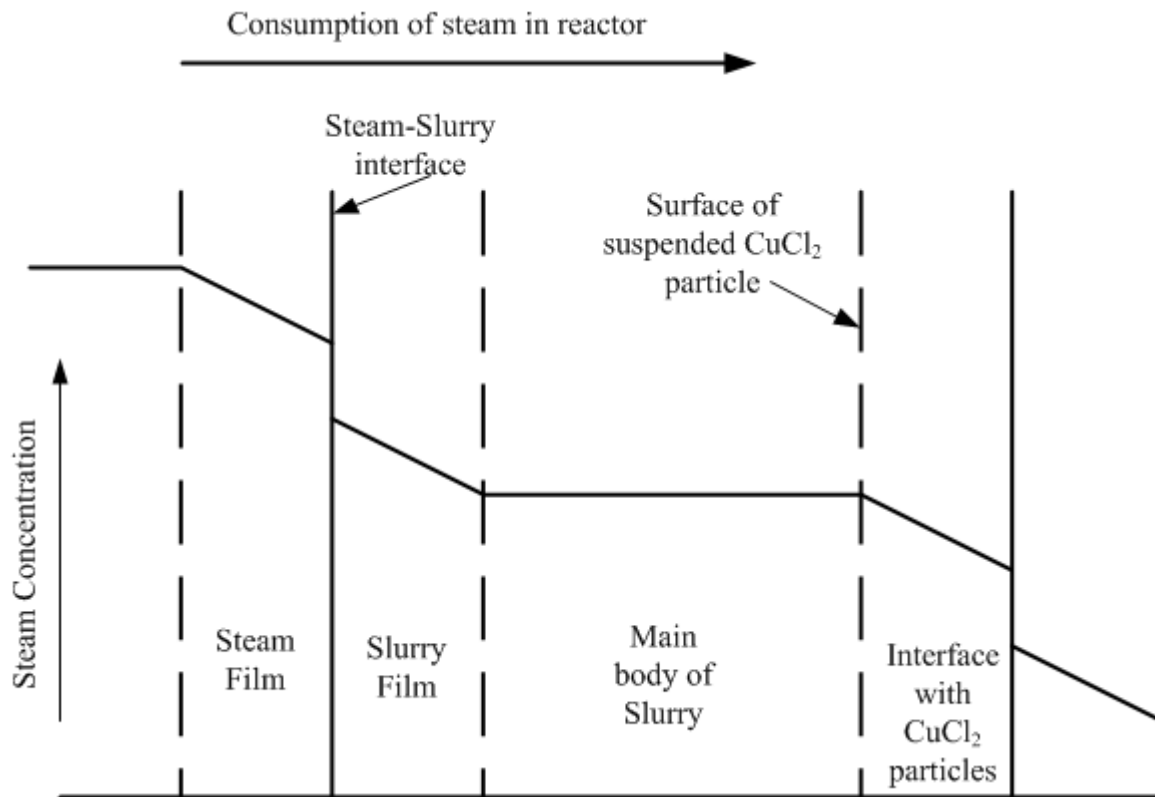 Consumption of steam in reactor
Steam-Slurry
interface
Surface of
suspended CuCl₂
particle
Steam Concentration
Steam
Film
Slurry
Film
Main
body of
Slurry
Interface
with
CuCl₂
particles